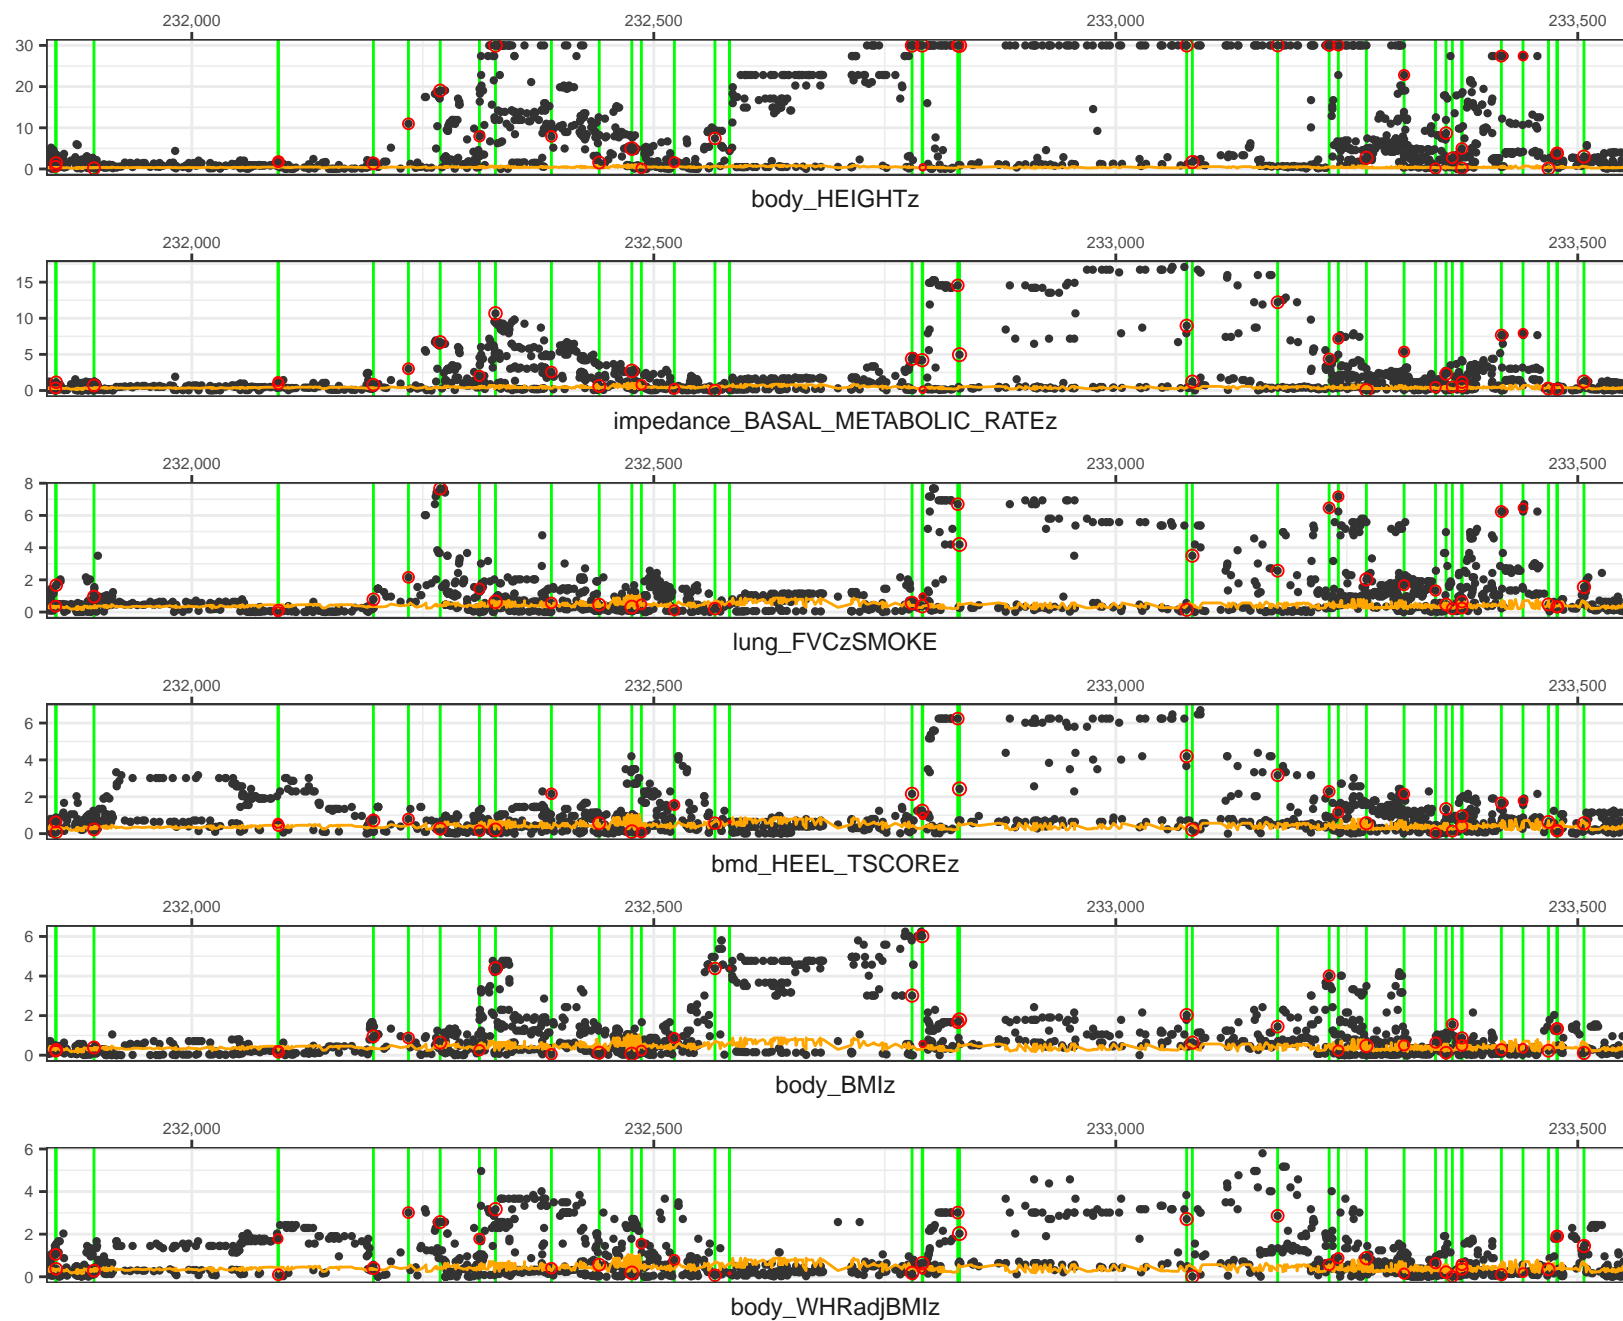 232,000 232,500 233,000 233,500
30
20
10
0
body_HEIGHTz
232,000 232,500 233,000 233,500
15
10
5
0
impedance_BASAL_METABOLIC_RATEz
232,000 232,500 233,000 233,500
8
6
4
2
0
lung_FVCzSMOKE
232,000 232,500 233,000 233,500
6
4
2
0
bmd_HEEL_TSCOREz
232,000 232,500 233,000 233,500
6
4
2
0
body_BMIz
232,000 232,500 233,000 233,500
6
4
2
0
body_WHRadjBMIz